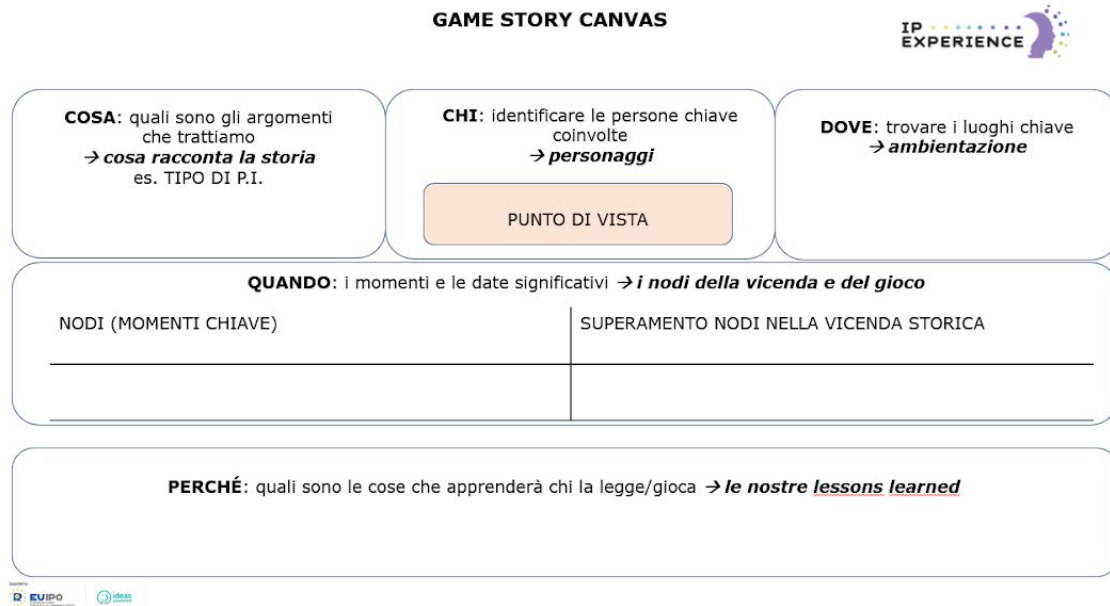 GAME STORY CANVAS
IP
EXPERIENCE
COSA: quali sono gli argomenti
che trattiamo
→ cosa racconta la storia
es. TIPO DI P.I.
CHI: identificare le persone chiave
coinvolte
→ personaggi
PUNTO DI VISTA
DOVE: trovare i luoghi chiave
→ ambientazione
QUANDO: i momenti e le date significativi → i nodi della vicenda e del gioco
NODI (MOMENTI CHIAVE)
SUPERAMENTO NODI NELLA VICENDA STORICA
PERCHÉ: quali sono le cose che apprenderà chi la legge/gioca → le nostre lessons learned
EUIPO
ideas